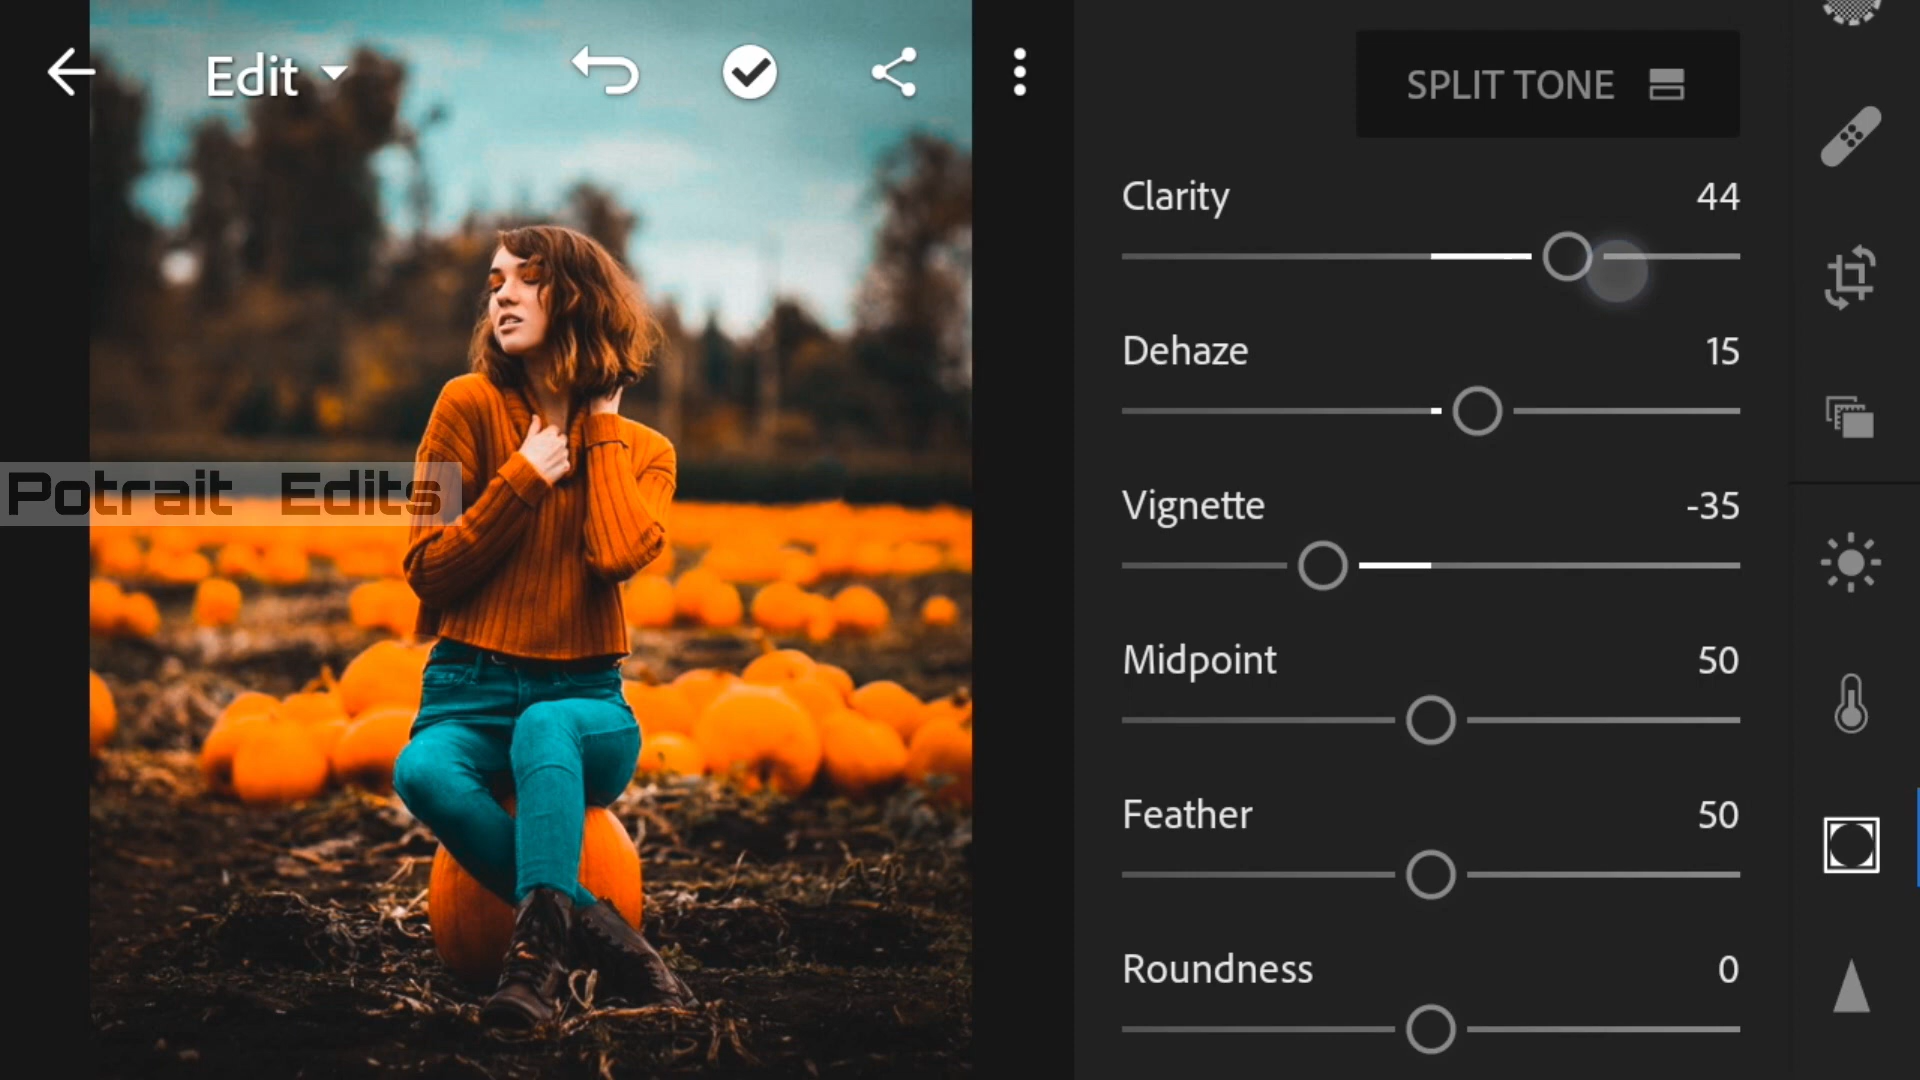 Edit
SPLIT TONE
Clarity 44
Dehaze 15
Vignette -35
Potrait Edits
Midpoint 50
Feather 50
Roundness 0